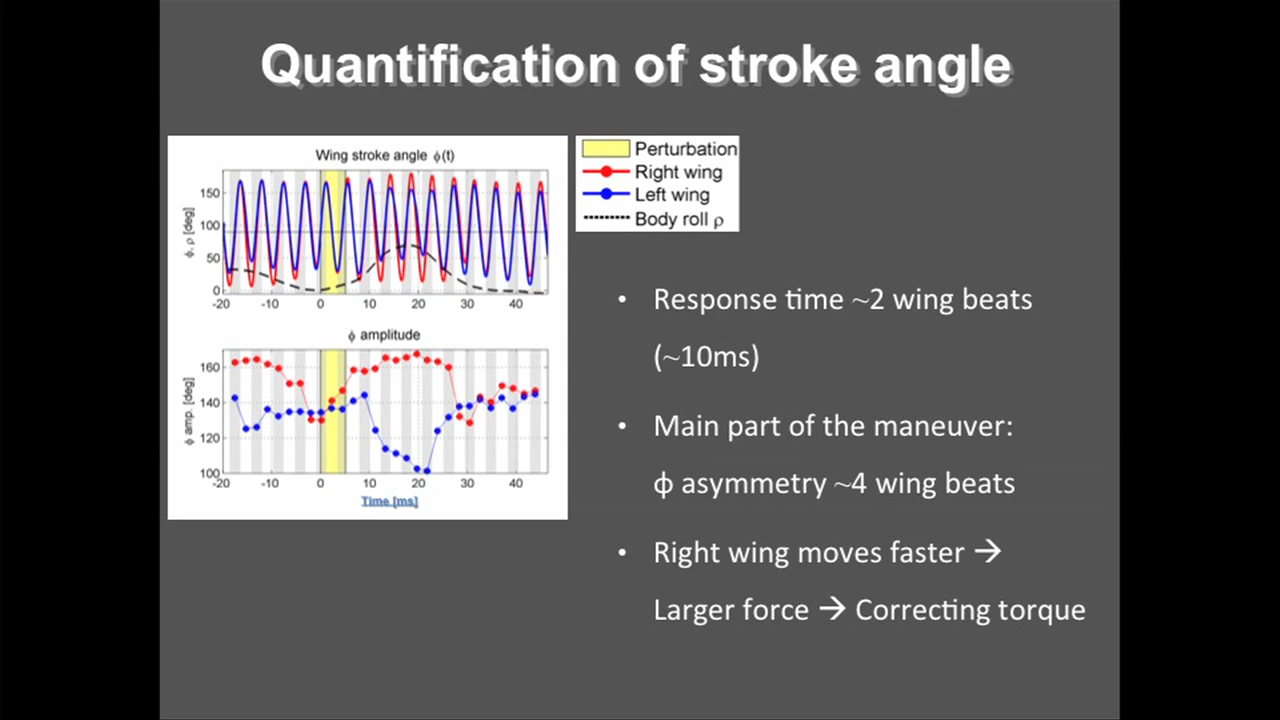 Quantification of stroke angle
Wing stroke angle ϕ(t)
ϕ, ρ [deg]
150
100
50
0
-20 -10 0 10 20 30 40
ϕ amplitude
ϕ amp. [deg]
160
140
120
100
-20 -10 0 10 20 30 40
Time [ms]
Perturbation
Right wing
Left wing
Body roll ρ
• Response time ~2 wing beats
(~10ms)
• Main part of the maneuver:
ϕ asymmetry ~4 wing beats
• Right wing moves faster →
Larger force → Correcting torque